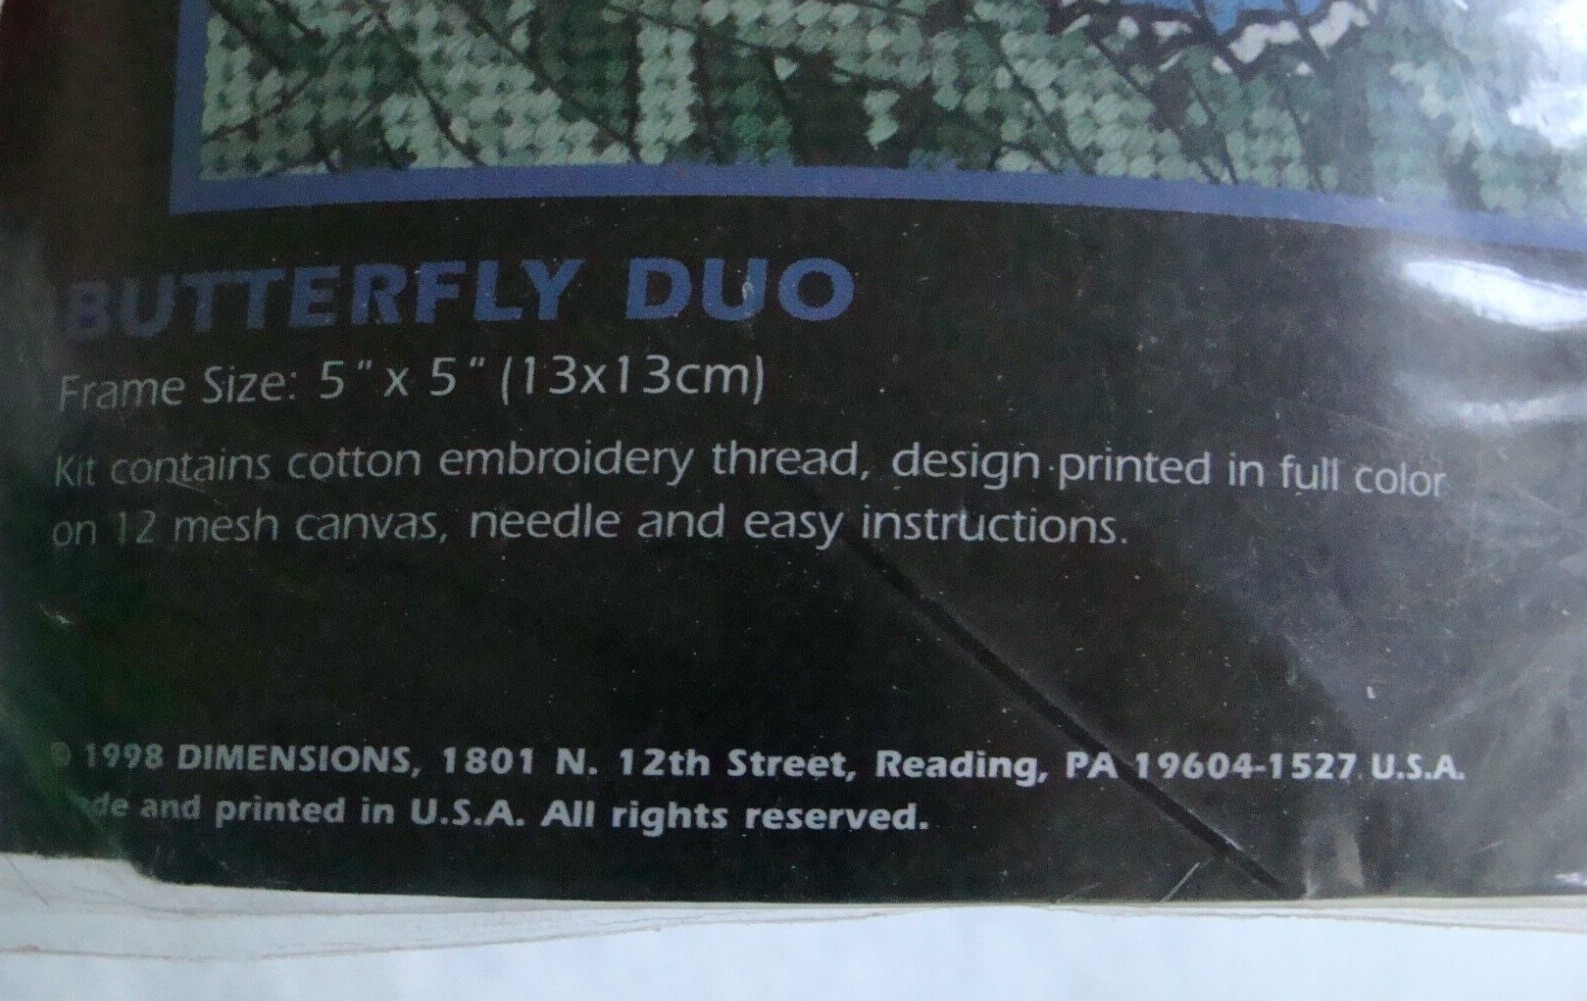 BUTTERFLY DUO
Frame Size: 5" x 5" (13x13cm)
Kit contains cotton embroidery thread, design printed in full color
on 12 mesh canvas, needle and easy instructions.
© 1998 DIMENSIONS, 1801 N. 12th Street, Reading, PA 19604-1527 U.S.A.
de and printed in U.S.A. All rights reserved.